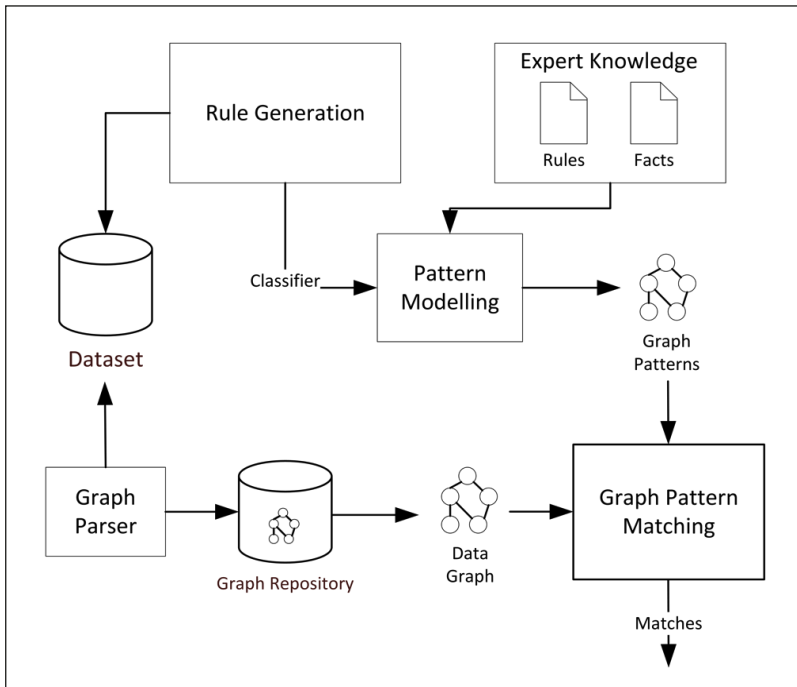 Rule Generation
Expert Knowledge
Rules
Facts
Classifier
Pattern
Modelling
Graph
Patterns
Dataset
Graph
Parser
Graph Repository
Data
Graph
Graph Pattern
Matching
Matches